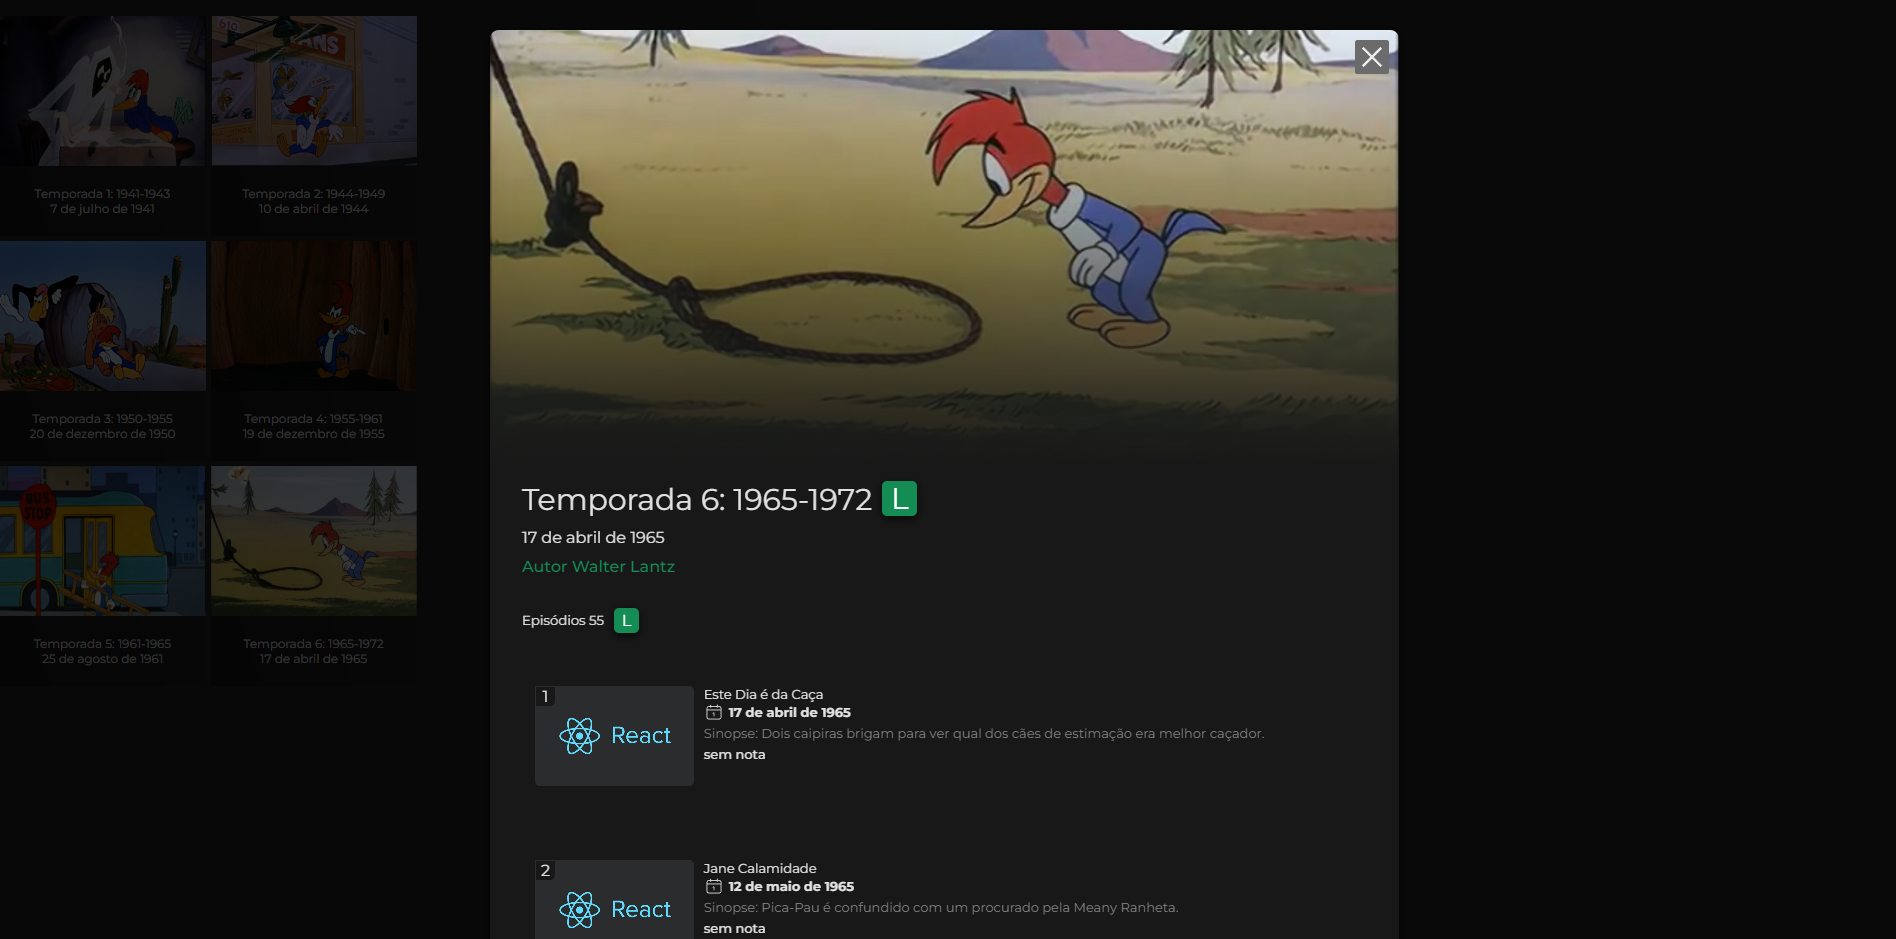 610
ANS
Temporada 1: 1941-1943
7 de julho de 1941
Temporada 2: 1944-1949
10 de abril de 1944
Temporada 3: 1950-1955
20 de dezembro de 1950
Temporada 4: 1955-1961
19 de dezembro de 1955
BUS
STOP
Temporada 5: 1961-1965
25 de agosto de 1961
Temporada 6: 1965-1972
17 de abril de 1965
Temporada 6: 1965-1972 L
17 de abril de 1965
Autor Walter Lantz
Episódios 55 L
1
React
Este Dia é da Caça
17 de abril de 1965
Sinopse: Dois caipiras brigam para ver qual dos cães de estimação era melhor caçador.
sem nota
2
React
Jane Calamidade
12 de maio de 1965
Sinopse: Pica-Pau é confundido com um procurado pela Meany Ranheta.
sem nota